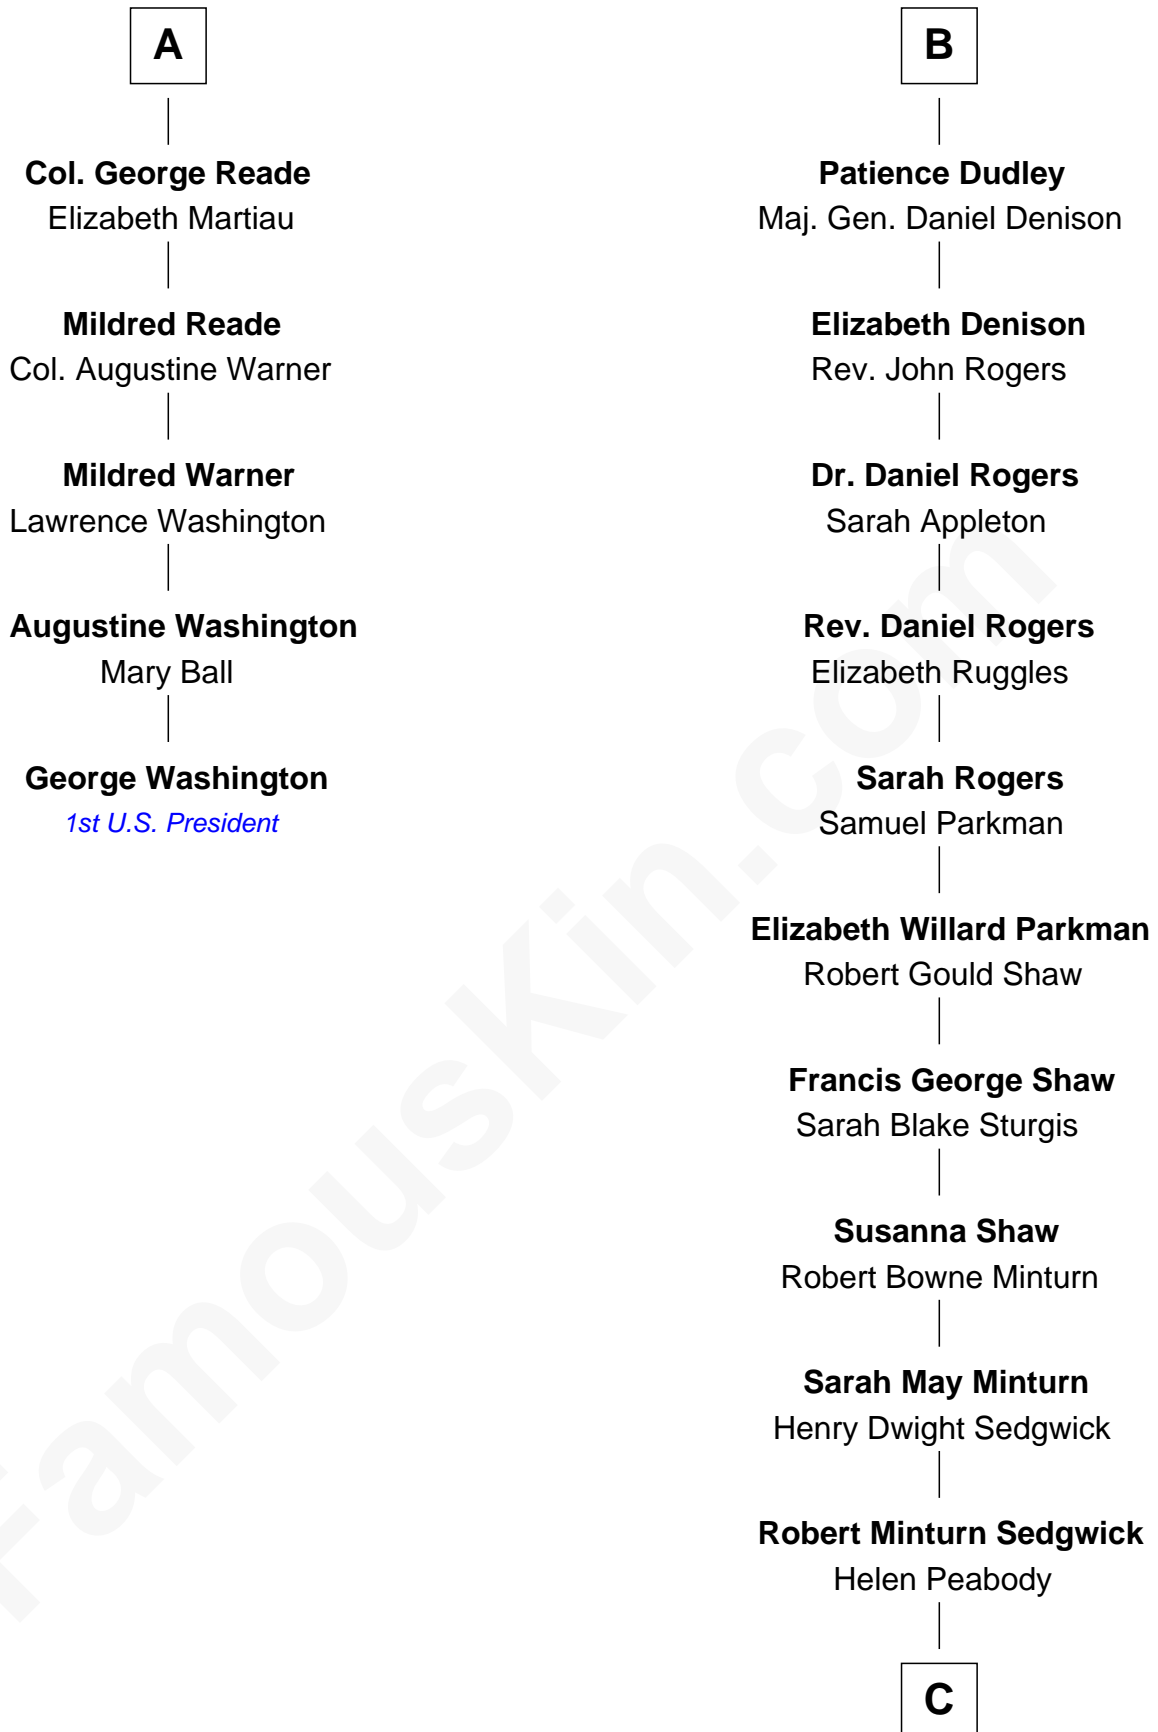 A
Col. George Reade
Elizabeth Martiau
Mildred Reade
Col. Augustine Warner
Mildred Warner
Lawrence Washington
Augustine Washington
Mary Ball
George Washington
1st U.S. President
B
Patience Dudley
Maj. Gen. Daniel Denison
Elizabeth Denison
Rev. John Rogers
Dr. Daniel Rogers
Sarah Appleton
Rev. Daniel Rogers
Elizabeth Ruggles
Sarah Rogers
Samuel Parkman
Elizabeth Willard Parkman
Robert Gould Shaw
Francis George Shaw
Sarah Blake Sturgis
Susanna Shaw
Robert Bowne Minturn
Sarah May Minturn
Henry Dwight Sedgwick
Robert Minturn Sedgwick
Helen Peabody
C
FamousKin.com